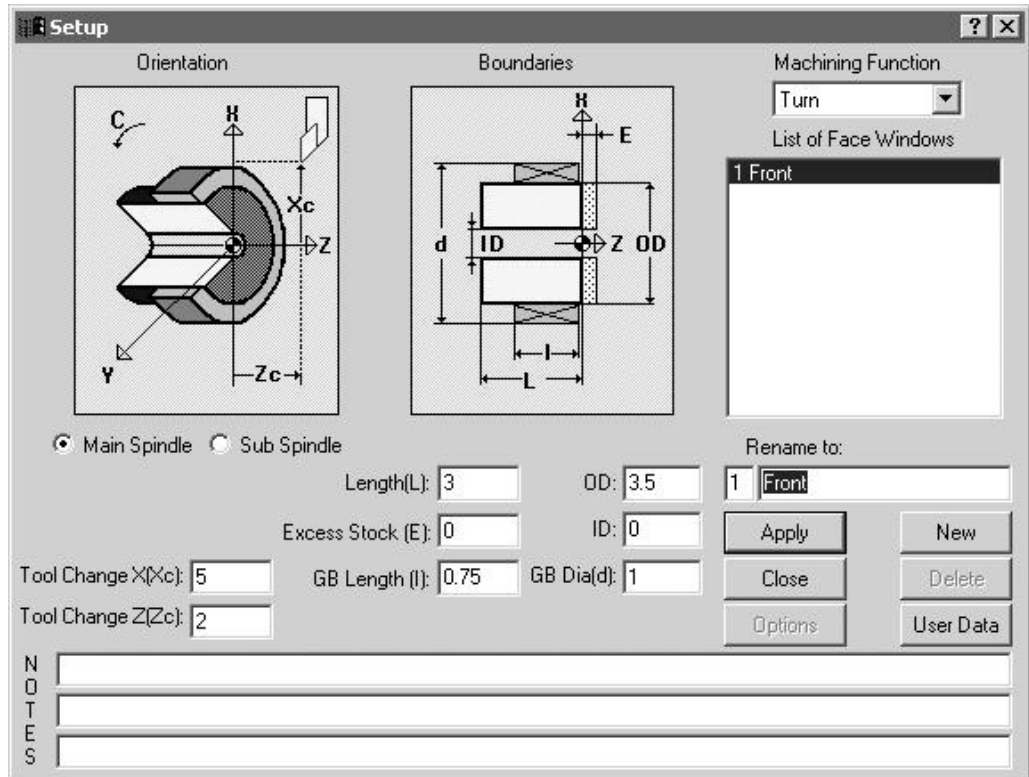 Setup
? X
Orientation
Boundaries
Machining Function
C
X
Xc
Z
Y
Zc
X
E
d
ID
Z
OD
l
L
Turn
List of Face Windows
1 Front
Main Spindle
Sub Spindle
Rename to:
Length(L): 3
OD: 3.5
1 Front
Excess Stock (E): 0
ID: 0
Apply
New
Tool Change X(Xc): 5
GB Length (l): 0.75
GB Dia(d): 1
Close
Delete
Tool Change Z(Zc): 2
Options
User Data
NOTES